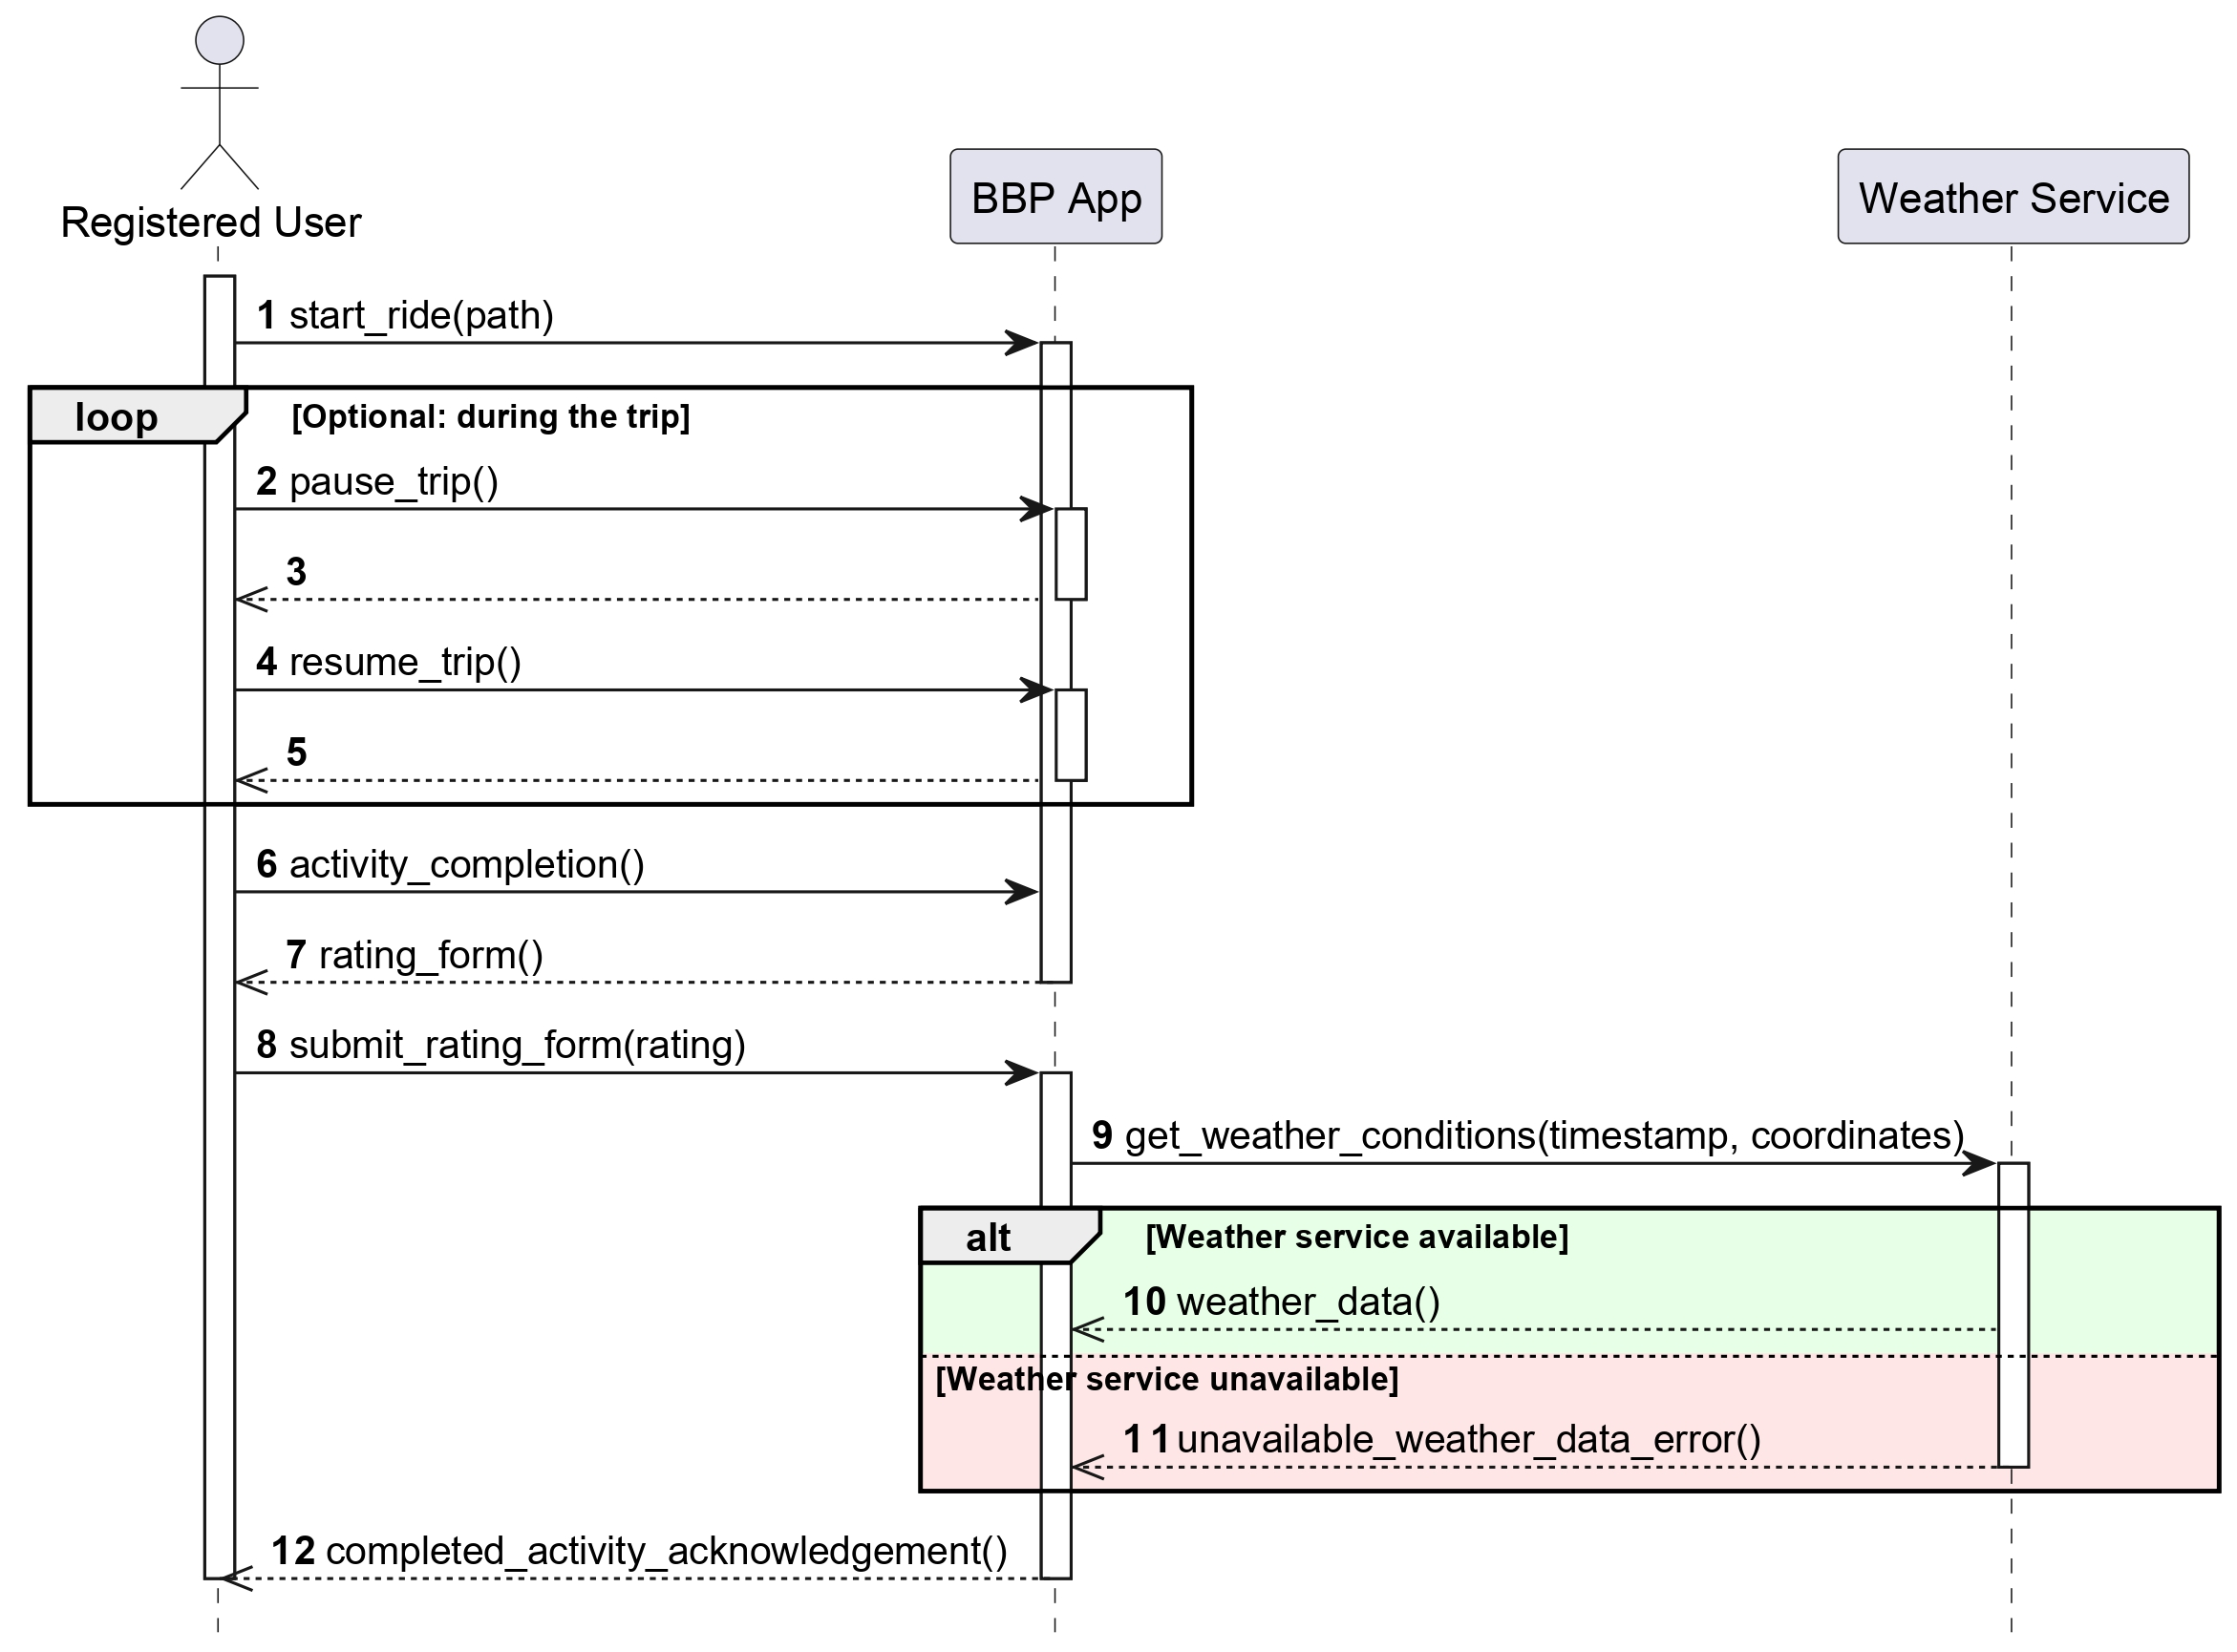 Registered User
BBP App
Weather Service
1 start_ride(path)
loop [Optional: during the trip]
2 pause_trip()
3
4 resume_trip()
5
6 activity_completion()
7 rating_form()
8 submit_rating_form(rating)
9 get_weather_conditions(timestamp, coordinates)
alt [Weather service available]
10 weather_data()
[Weather service unavailable]
11 unavailable_weather_data_error()
12 completed_activity_acknowledgement()